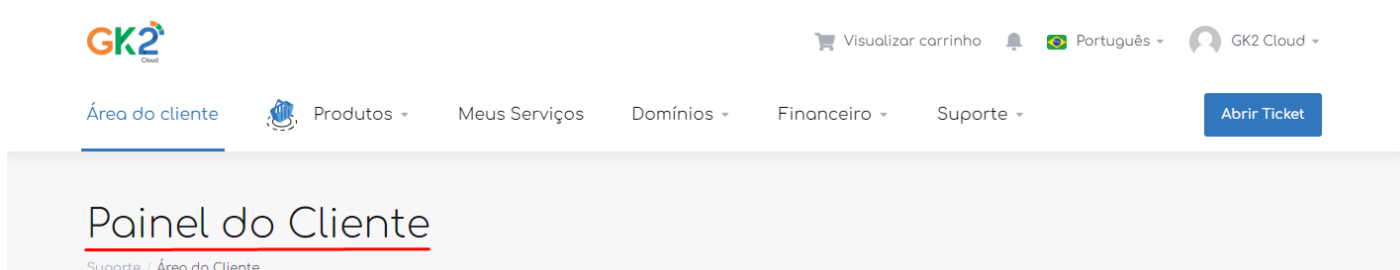 GK2
Cloud
Visualizar carrinho Português GK2 Cloud
Área do cliente Produtos Meus Serviços Domínios Financeiro Suporte Abrir Ticket
Painel do Cliente
Suporte / Área do Cliente